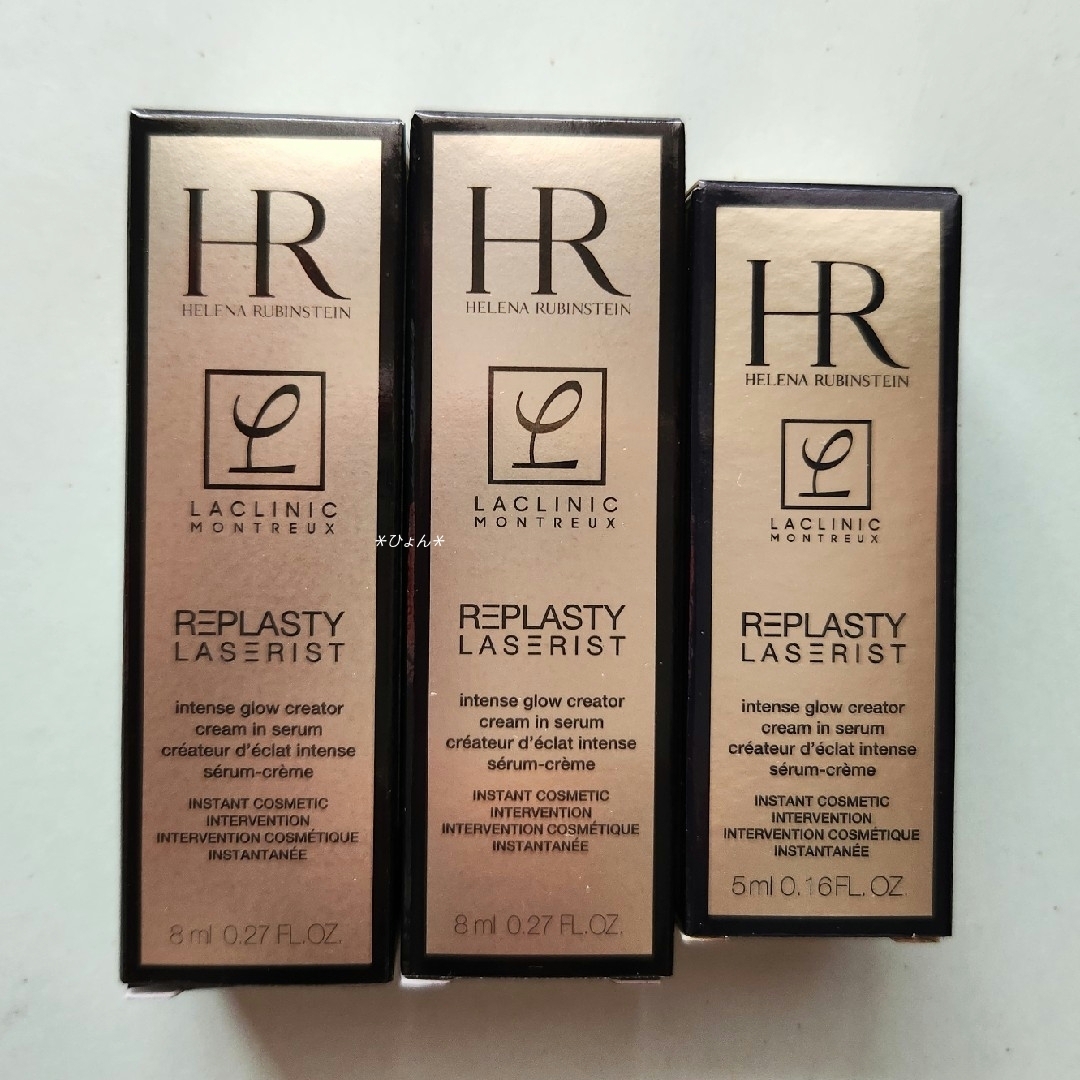 HR
HELENA RUBINSTEIN
LACLINIC
MONTREUX
REPLASTY
LASERIST
intense glow creator
cream in serum
créateur d'éclat intense
sérum-crème
INSTANT COSMETIC
INTERVENTION
INTERVENTION COSMÉTIQUE
INSTANTANÉE
8 ml 0.27 FL.OZ.
*ひょん*
HR
HELENA RUBINSTEIN
LACLINIC
MONTREUX
REPLASTY
LASERIST
intense glow creator
cream in serum
créateur d'éclat intense
sérum-crème
INSTANT COSMETIC
INTERVENTION
INTERVENTION COSMÉTIQUE
INSTANTANÉE
8 ml 0.27 FL.OZ.
HR
HELENA RUBINSTEIN
LACLINIC
MONTREUX
REPLASTY
LASERIST
intense glow creator
cream in serum
créateur d'éclat intense
sérum-crème
INSTANT COSMETIC
INTERVENTION
INTERVENTION COSMÉTIQUE
INSTANTANÉE
5ml 0.16FL.OZ.